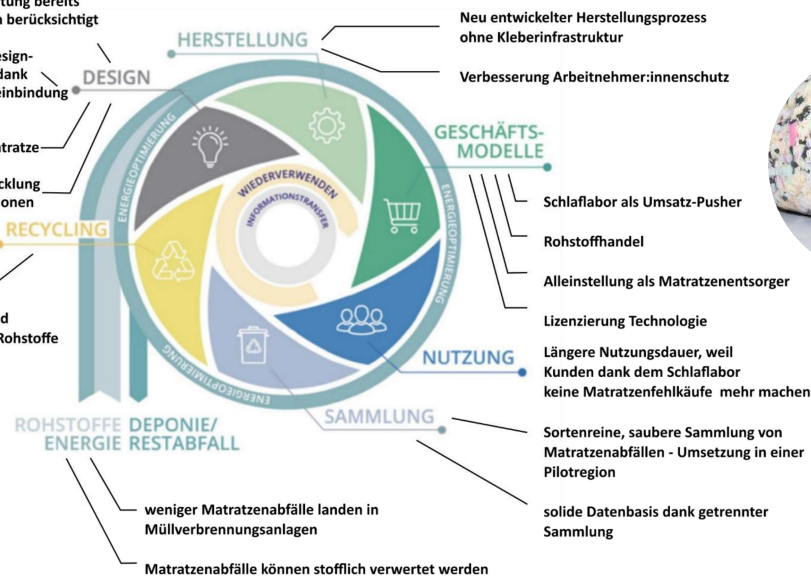 tung bereits
berücksichtigt
esign-
dank
einbindung
tratze
cklung
onen
d
Rohstoffe
HERSTELLUNG
DESIGN
RECYCLING
GESCHÄFTS-
MODELLE
NUTZUNG
SAMMLUNG
ROHSTOFFE
ENERGIE
DEPONIE/
RESTABFALL
ENERGIEOPTIMIERUNG
ENERGIEOPTIMIERUNG
ENERGIEOPTIMIERUNG
WIEDERVERWENDEN
INFORMATIONSTRANSFER
Neu entwickelter Herstellungsprozess
ohne Kleberinfrastruktur
Verbesserung Arbeitnehmer:innenschutz
Schlaflabor als Umsatz-Pusher
Rohstoffhandel
Alleinstellung als Matratzenentsorger
Lizenzierung Technologie
Längere Nutzungsdauer, weil
Kunden dank dem Schlaflabor
keine Matratzenfehlkäufe mehr machen
Sortenreine, saubere Sammlung von
Matratzenabfällen - Umsetzung in einer
Pilotregion
solide Datenbasis dank getrennter
Sammlung
weniger Matratzenabfälle landen in
Müllverbrennungsanlagen
Matratzenabfälle können stofflich verwertet werden